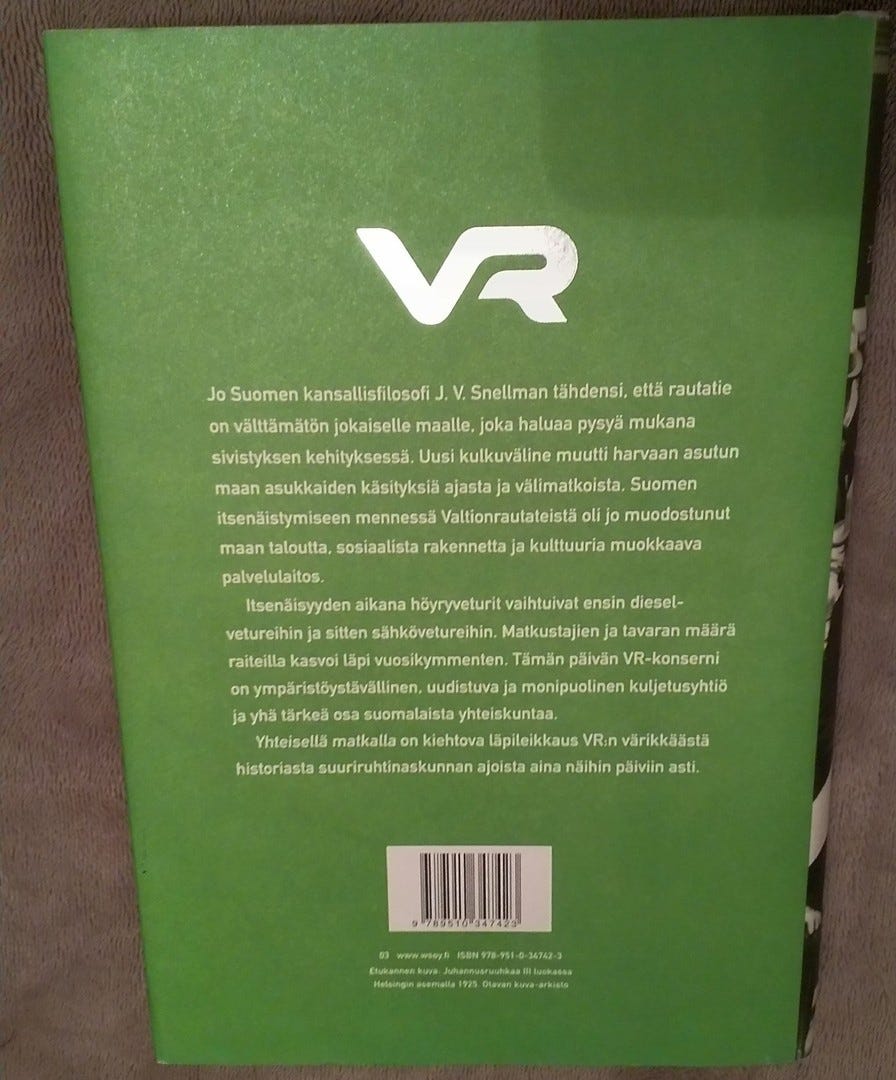 VR
Jo Suomen kansallisfilosofi J. V. Snellman tähdensi, että rautatie
on välttämätön jokaiselle maalle, joka haluaa pysyä mukana
sivistyksen kehityksessä. Uusi kulkuväline muutti harvaan asutun
maan asukkaiden käsityksiä ajasta ja välimatkoista. Suomen
itsenäistymiseen mennessä Valtionrautateistä oli jo muodostunut
maan taloutta, sosiaalista rakennetta ja kulttuuria muokkaava
palvelulaitos.
Itsenäisyyden aikana höyryveturit vaihtuivat ensin diesel-
vetureihin ja sitten sähkövetureihin. Matkustajien ja tavaran määrä
raiteilla kasvoi läpi vuosikymmenten. Tämän päivän VR-konserni
on ympäristöystävällinen, uudistuva ja monipuolinen kuljetusyhtiö
ja yhä tärkeä osa suomalaista yhteiskuntaa.
Yhteisellä matkalla on kiehtova läpileikkaus VR:n värikkäästä
historiasta suuriruhtinaskunnan ajoista aina näihin päiviin asti.
9 789510 347423
03 www.wsoy.fi ISBN 978-951-0-34742-3
Etukannen kuva: Juhannusruuhkaa III luokassa
Helsingin asemalla 1925. Otavan kuva-arkisto